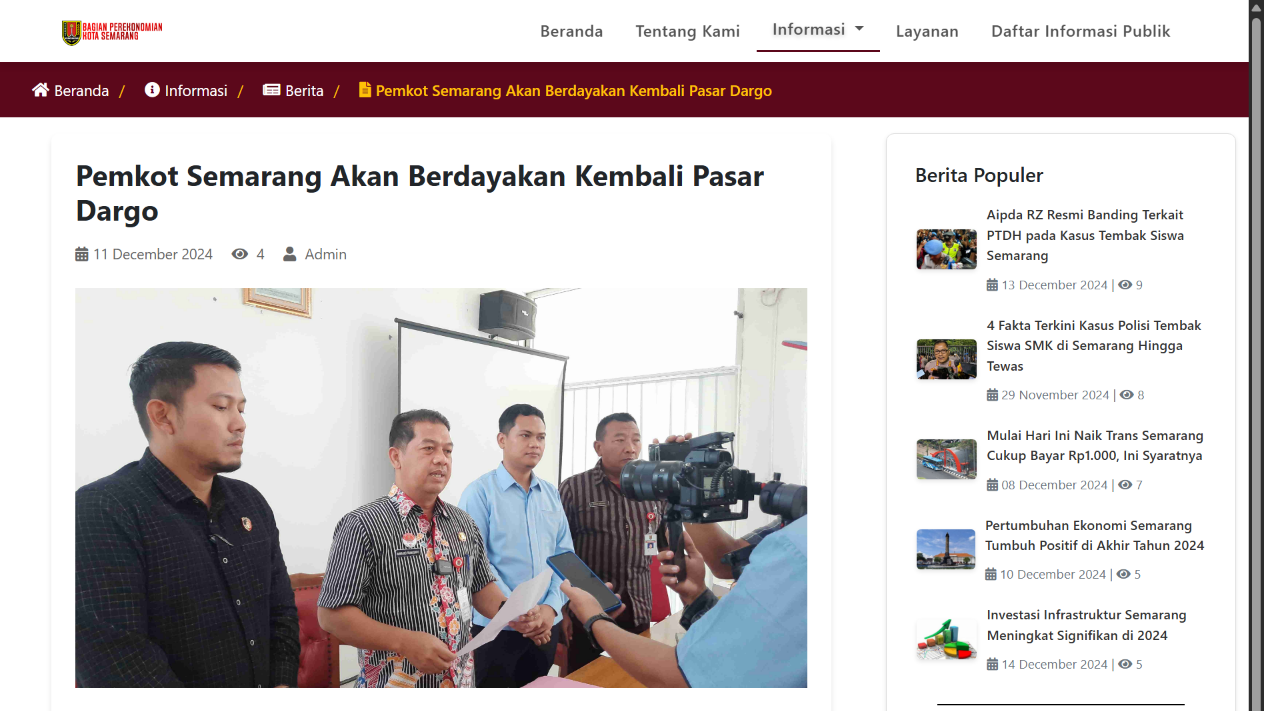 BAGIAN PEREKONOMIAN
KOTA SEMARANG
Beranda
Tentang Kami
Informasi
Layanan
Daftar Informasi Publik
Beranda / Informasi / Berita / Pemkot Semarang Akan Berdayakan Kembali Pasar Dargo
Pemkot Semarang Akan Berdayakan Kembali Pasar
Dargo
11 December 2024 4 Admin
Berita Populer
Aipda RZ Resmi Banding Terkait
PTDH pada Kasus Tembak Siswa
Semarang
13 December 2024 | 9
4 Fakta Terkini Kasus Polisi Tembak
Siswa SMK di Semarang Hingga
Tewas
29 November 2024 | 8
Mulai Hari Ini Naik Trans Semarang
Cukup Bayar Rp1.000, Ini Syaratnya
08 December 2024 | 7
Pertumbuhan Ekonomi Semarang
Tumbuh Positif di Akhir Tahun 2024
10 December 2024 | 5
Investasi Infrastruktur Semarang
Meningkat Signifikan di 2024
14 December 2024 | 5